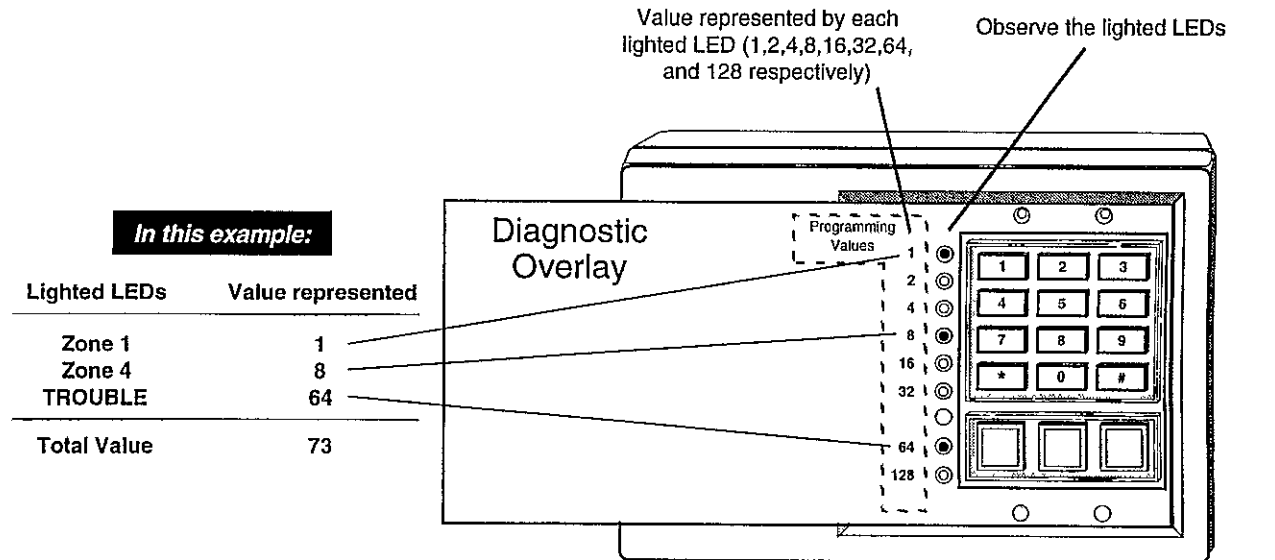 Value represented by each
lighted LED (1,2,4,8,16,32,64,
and 128 respectively)
Observe the lighted LEDs
In this example:
Lighted LEDs Value represented
Zone 1 1
Zone 4 8
TROUBLE 64
Total Value 73
Diagnostic
Overlay
Programming
Values
1
2
4
8
16
32
64
128
1 2 3
4 5 6
7 8 9
* 0 #